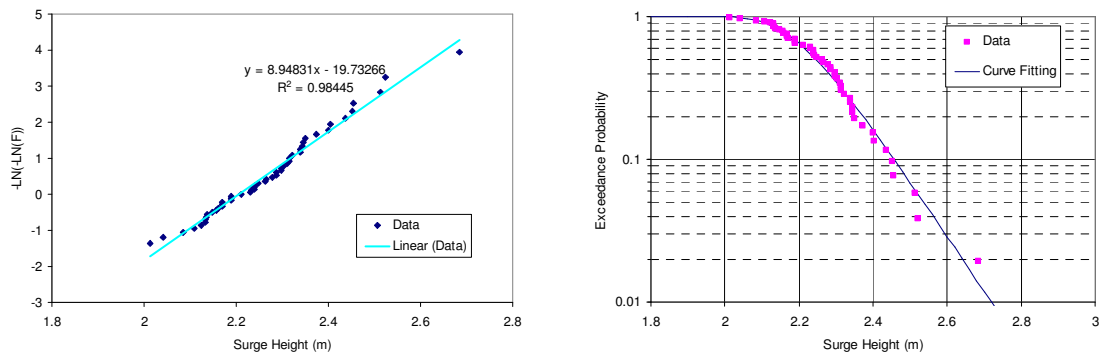 5
4
3
2
1
0
-1
-2
-3
-LN(-LN(Fi))
y = 8.94831x - 19.73266
R² = 0.98445
Data
Linear (Data)
1.8 2 2.2 2.4 2.6 2.8
Surge Height (m)
1
0.1
0.01
Exceedance Probability
Data
Curve Fitting
1.8 2 2.2 2.4 2.6 2.8 3
Surge Height (m)